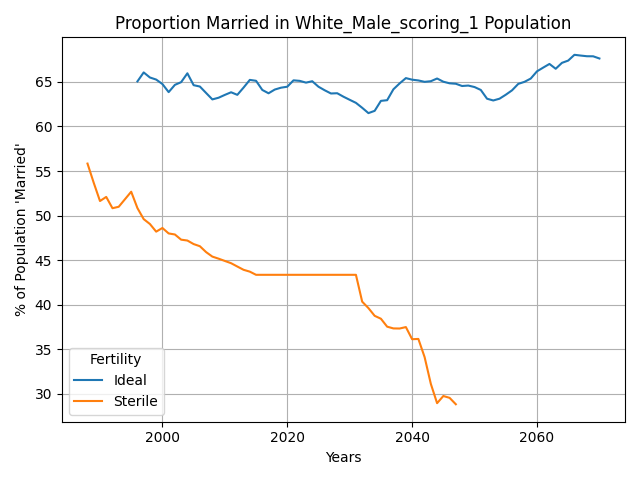 Proportion Married in White_Male_scoring_1 Population
% of Population 'Married'
65
60
55
50
45
40
35
30
Fertility
Ideal
Sterile
2000 2020 2040 2060
Years